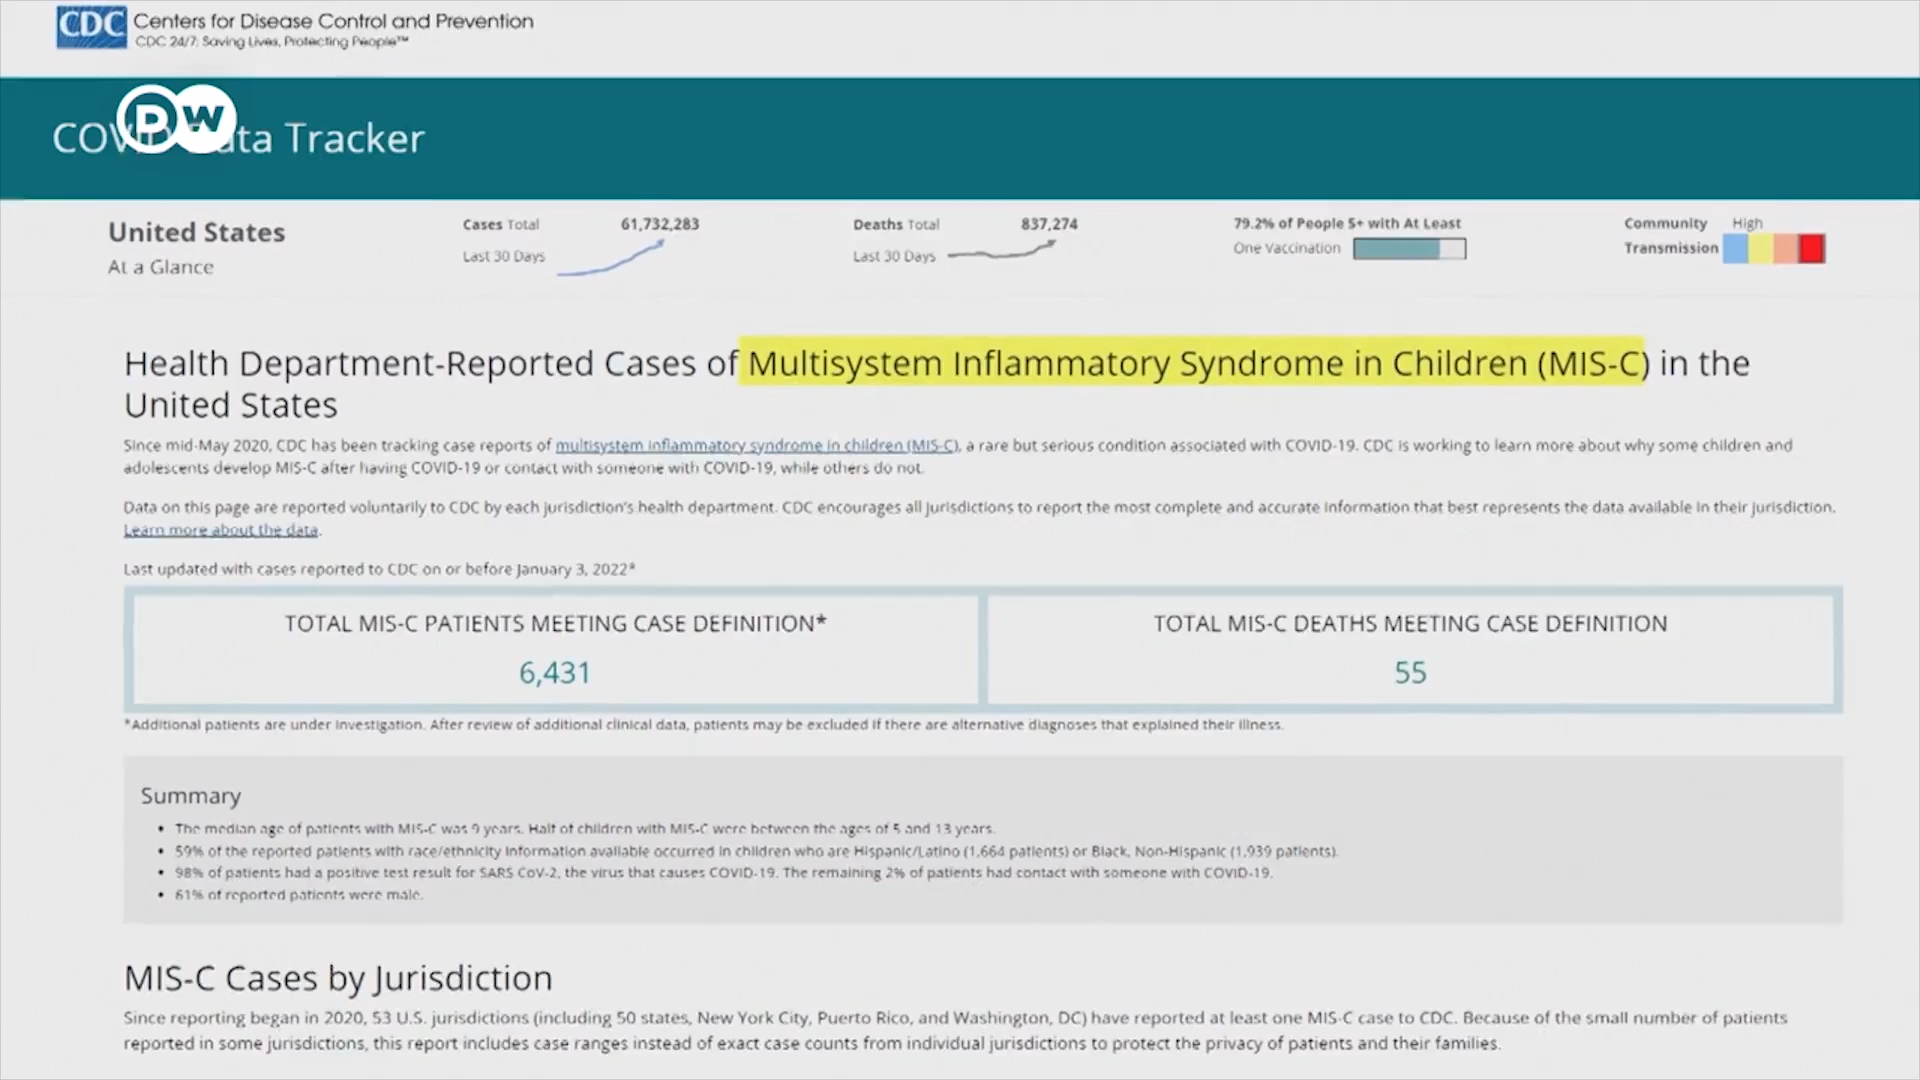 CDC Centers for Disease Control and Prevention
CDC 24/7: Saving Lives, Protecting People™
DW
COVID Data Tracker
United States
At a Glance
Cases Total 61,732,283
Last 30 Days
Deaths Total 837,274
Last 30 Days
79.2% of People 5+ with At Least
One Vaccination
Community High
Transmission
Health Department-Reported Cases of Multisystem Inflammatory Syndrome in Children (MIS-C) in the
United States
Since mid-May 2020, CDC has been tracking case reports of multisystem inflammatory syndrome in children (MIS-C), a rare but serious condition associated with COVID-19. CDC is working to learn more about why some children and
adolescents develop MIS-C after having COVID-19 or contact with someone with COVID-19, while others do not.
Data on this page are reported voluntarily to CDC by each jurisdiction's health department. CDC encourages all jurisdictions to report the most complete and accurate information that best represents the data available in their jurisdiction.
Learn more about the data.
Last updated with cases reported to CDC on or before January 3, 2022*
TOTAL MIS-C PATIENTS MEETING CASE DEFINITION*
6,431
TOTAL MIS-C DEATHS MEETING CASE DEFINITION
55
*Additional patients are under investigation. After review of additional clinical data, patients may be excluded if there are alternative diagnoses that explained their illness.
Summary
• The median age of patients with MIS-C was 9 years. Half of children with MIS-C were between the ages of 5 and 13 years.
• 59% of the reported patients with race/ethnicity information available occurred in children who are Hispanic/Latino (1,664 patients) or Black, Non-Hispanic (1,939 patients).
• 98% of patients had a positive test result for SARS CoV-2, the virus that causes COVID-19. The remaining 2% of patients had contact with someone with COVID-19.
• 61% of reported patients were male.
MIS-C Cases by Jurisdiction
Since reporting began in 2020, 53 U.S. jurisdictions (including 50 states, New York City, Puerto Rico, and Washington, DC) have reported at least one MIS-C case to CDC. Because of the small number of patients
reported in some jurisdictions, this report includes case ranges instead of exact case counts from individual jurisdictions to protect the privacy of patients and their families.